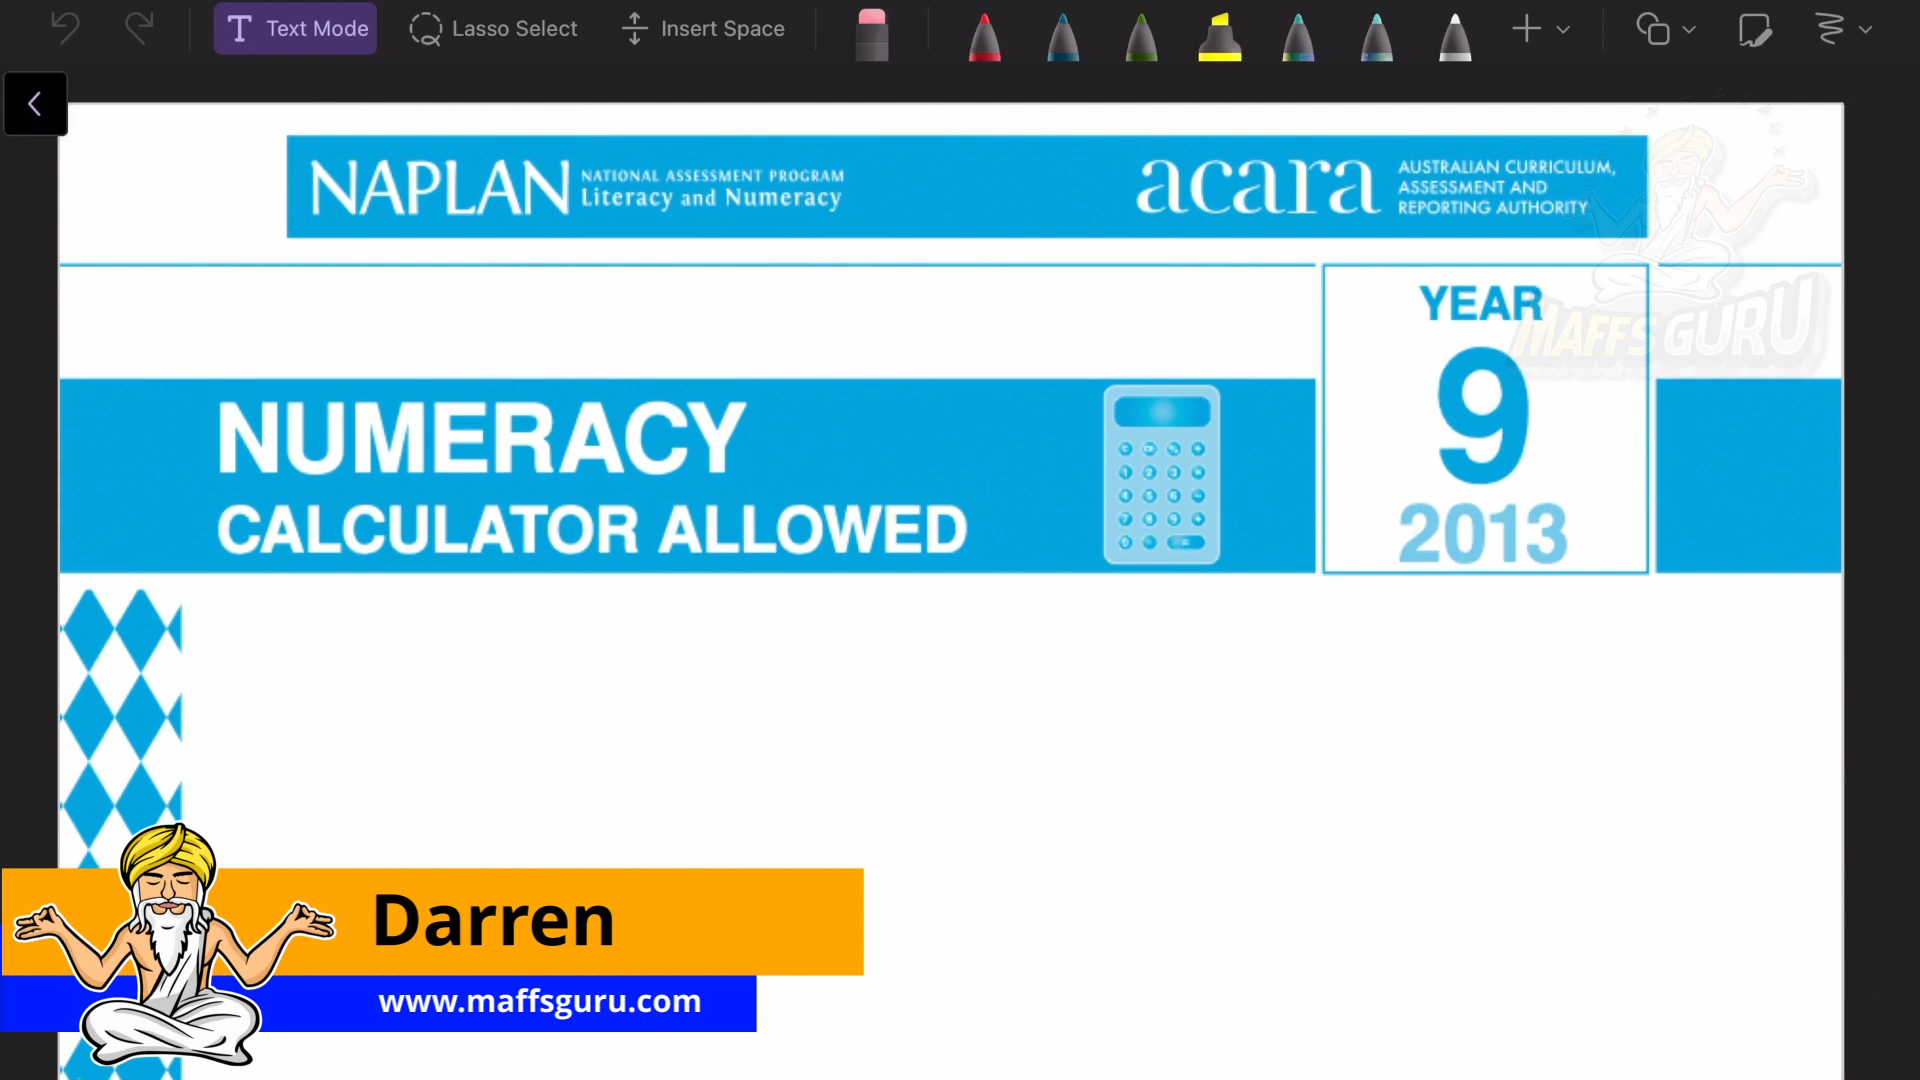 Text Mode
Lasso Select
Insert Space
NAPLAN
NATIONAL ASSESSMENT PROGRAM
Literacy and Numeracy
acara
AUSTRALIAN CURRICULUM,
ASSESSMENT AND
REPORTING AUTHORITY
YEAR
9
2013
MAFFS GURU
NUMERACY
CALCULATOR ALLOWED
Darren
www.maffsguru.com